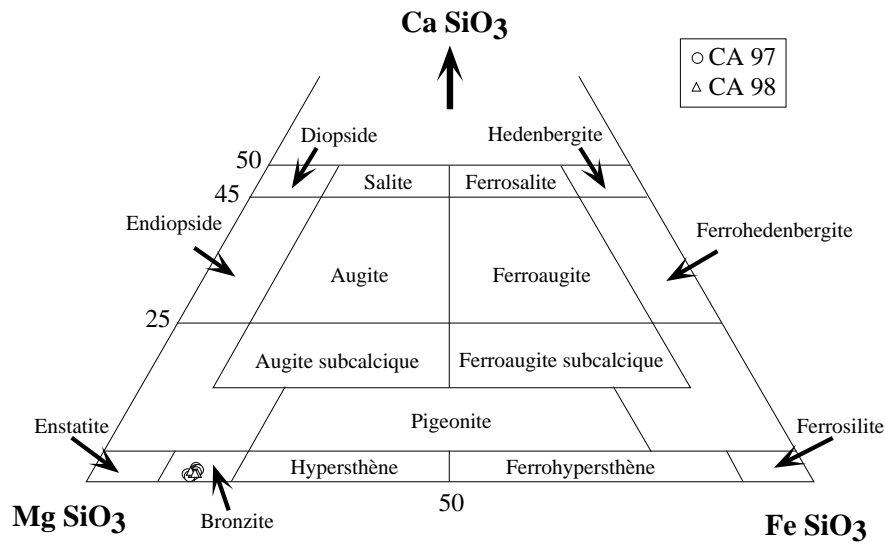 Ca SiO3
CA 97
CA 98
Diopside
Hedenbergite
50
Salite
Ferrosalite
45
Endiopside
Ferrohedenbergite
Augite
Ferroaugite
25
Augite subcalcique
Ferroaugite subcalcique
Pigeonite
Enstatite
Ferrosilite
Hypersthène
Ferrohypersthène
50
Mg SiO3
Bronzite
Fe SiO3